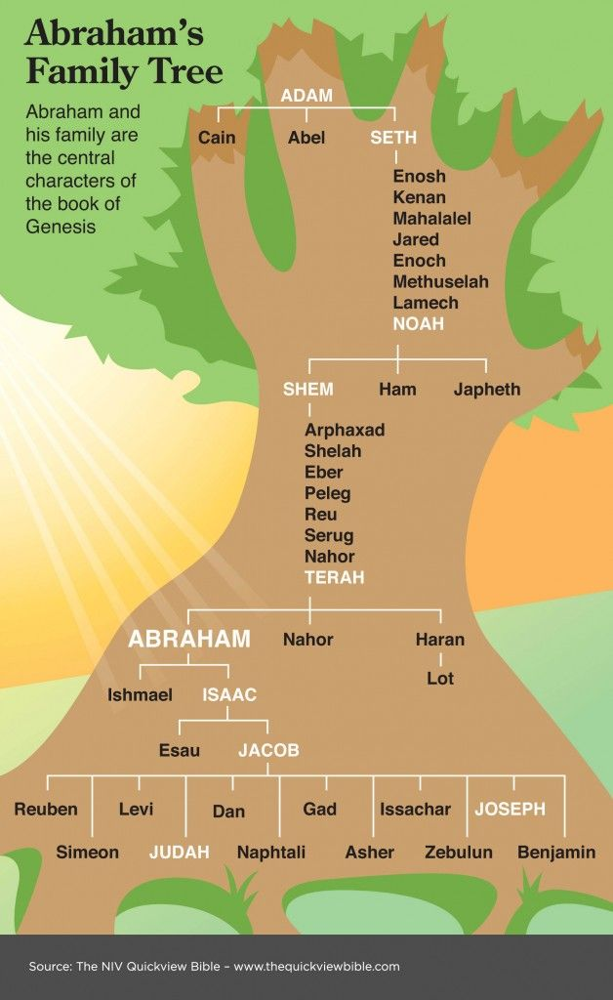 Abraham's
Family Tree
Abraham and
his family are
the central
characters of
the book of
Genesis
ADAM
Cain Abel SETH
Enosh
Kenan
Mahalalel
Jared
Enoch
Methuselah
Lamech
NOAH
SHEM Ham Japheth
Arphaxad
Shelah
Eber
Peleg
Reu
Serug
Nahor
TERAH
ABRAHAM Nahor Haran
Lot
Ishmael ISAAC
Esau JACOB
Reuben Levi Dan Gad Issachar JOSEPH
Simeon JUDAH Naphtali Asher Zebulun Benjamin
Source: The NIV Quickview Bible – www.thequickviewbible.com